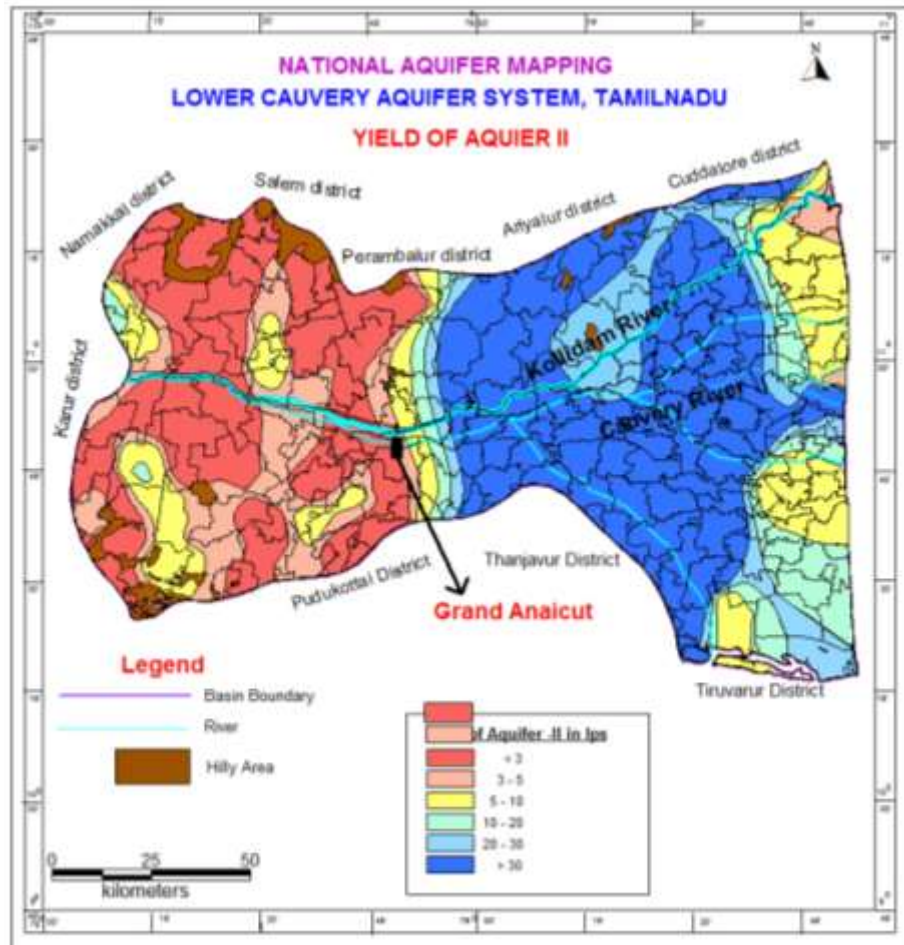 NATIONAL AQUIFER MAPPING
LOWER CAUVERY AQUIFER SYSTEM, TAMILNADU
YIELD OF AQUIER II
N
Cuddalore district
Salem district
Ariyalur district
Namakkal district
Perambalur district
Kollidam River
Karur district
Cauvery River
Thanjavur District
Pudukottai District
Grand Anaicut
Legend
Tiruvarur District
Basin Boundary
River
of Aquifer -II in lps
Hilly Area
3 - 5
5 - 10
10 - 20
20 - 30
> 30
0 25 50
kilometers